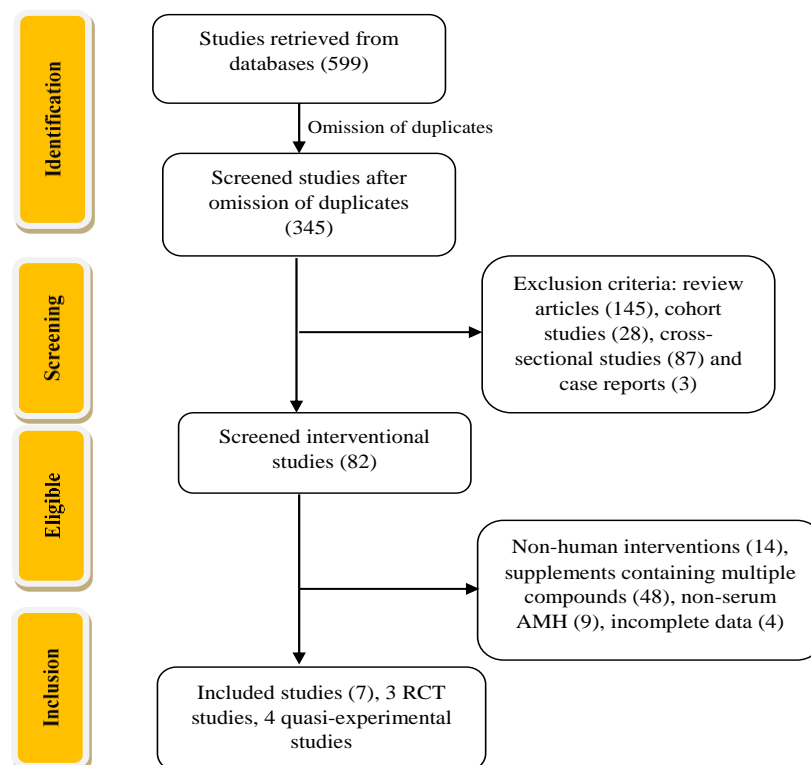 Identification
Studies retrieved from
databases (599)
Omission of duplicates
Screened studies after
omission of duplicates
(345)
Screening
Exclusion criteria: review
articles (145), cohort
studies (28), cross-
sectional studies (87) and
case reports (3)
Eligible
Screened interventional
studies (82)
Non-human interventions (14),
supplements containing multiple
compounds (48), non-serum
AMH (9), incomplete data (4)
Inclusion
Included studies (7), 3 RCT
studies, 4 quasi-experimental
studies